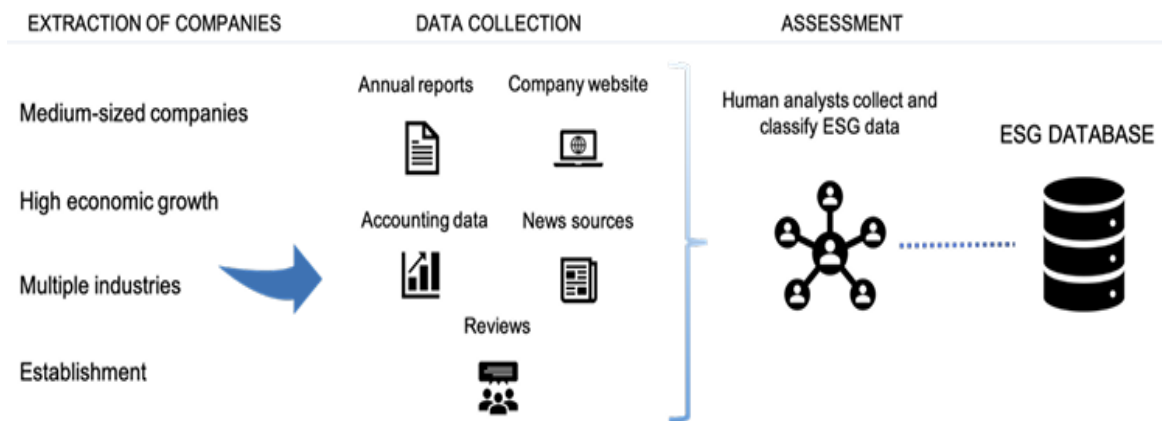 EXTRACTION OF COMPANIES
DATA COLLECTION
ASSESSMENT
Medium-sized companies
High economic growth
Multiple industries
Establishment
Annual reports
Company website
Accounting data
News sources
Reviews
Human analysts collect and
classify ESG data
ESG DATABASE